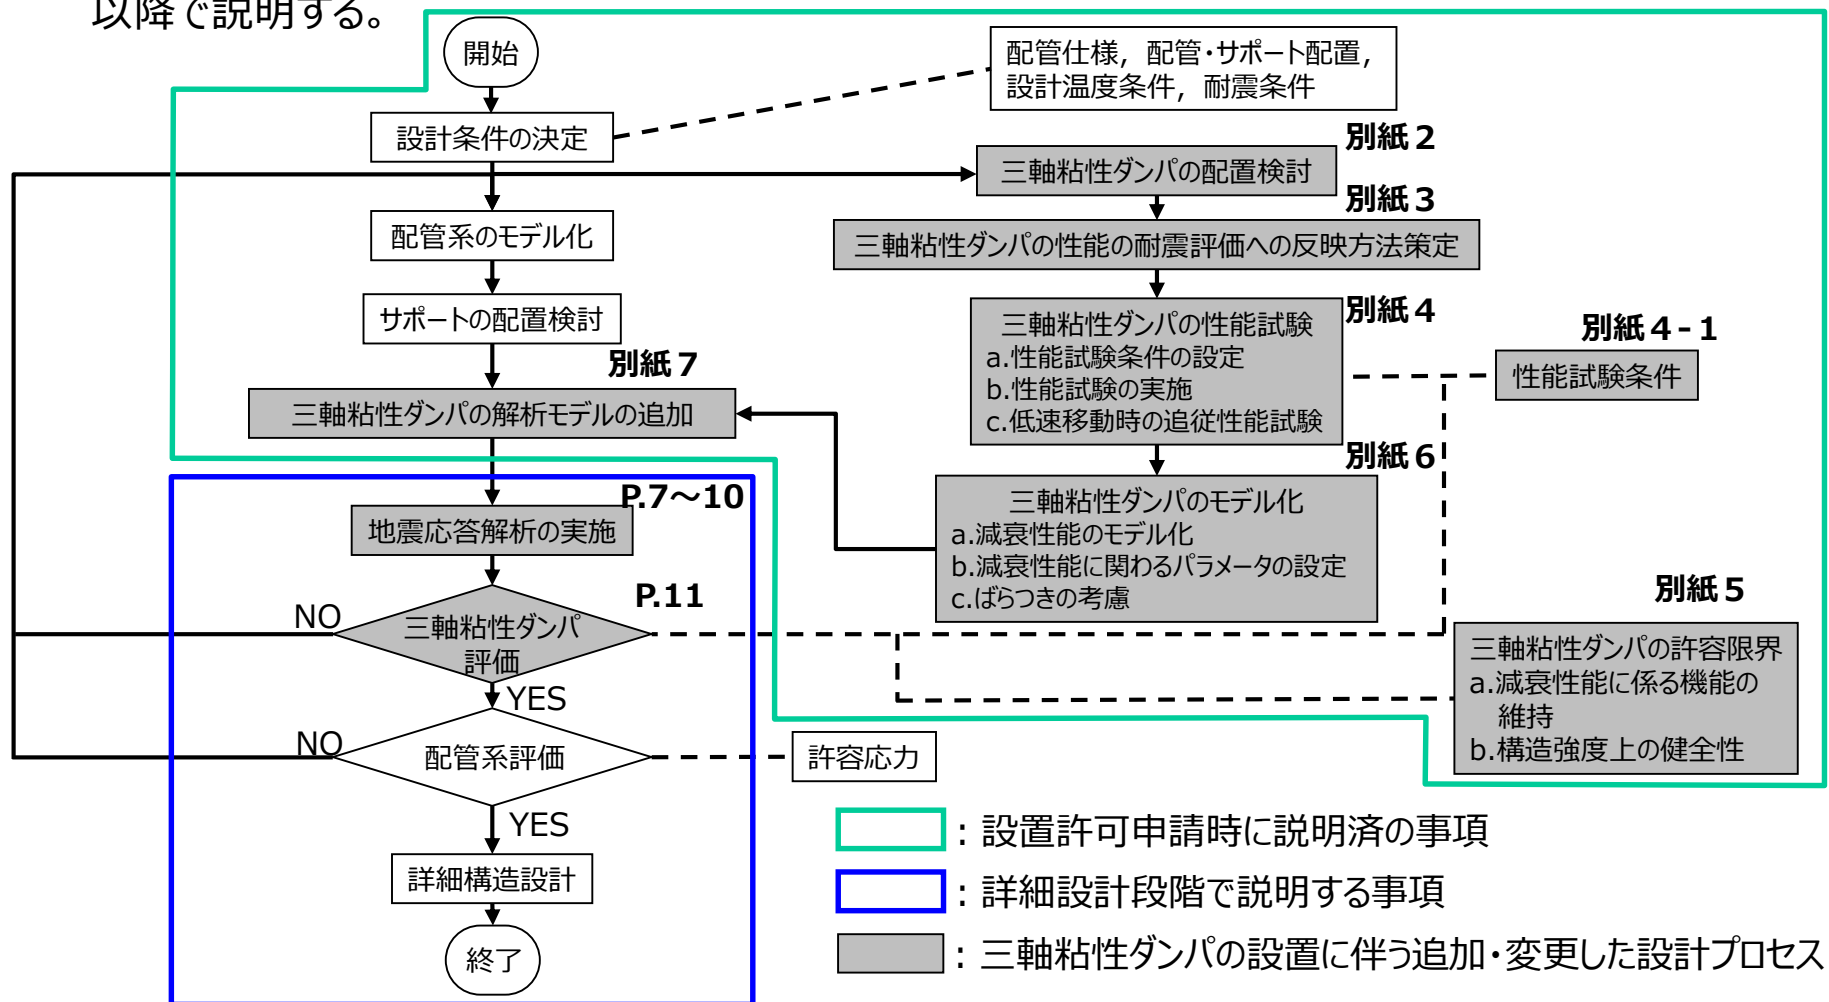 以降で説明する。
開始
配管仕様，配管・サポート配置，
設計温度条件，耐震条件
設計条件の決定
別紙２
三軸粘性ダンパの配置検討
別紙３
配管系のモデル化
三軸粘性ダンパの性能の耐震評価への反映方法策定
サポートの配置検討
別紙４
三軸粘性ダンパの性能試験
a.性能試験条件の設定
b.性能試験の実施
c.低速移動時の追従性能試験
別紙４-１
性能試験条件
別紙７
三軸粘性ダンパの解析モデルの追加
別紙６
三軸粘性ダンパのモデル化
a.減衰性能のモデル化
b.減衰性能に関わるパラメータの設定
c.ばらつきの考慮
P.7～10
地震応答解析の実施
P.11
NO
三軸粘性ダンパ
評価
YES
別紙５
三軸粘性ダンパの許容限界
a.減衰性能に係る機能の
維持
b.構造強度上の健全性
NO
配管系評価
許容応力
YES
詳細構造設計
終了
：設置許可申請時に説明済の事項
：詳細設計段階で説明する事項
：三軸粘性ダンパの設置に伴う追加・変更した設計プロセス